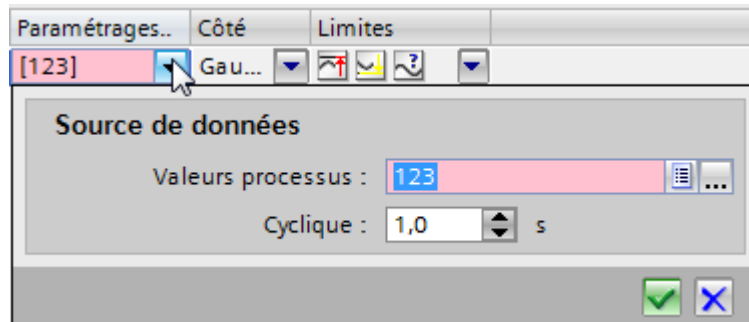 Paramétrages.. Côté Limites
[123] Gau...
Source de données
Valeurs processus : 123 ...
Cyclique : 1,0 s